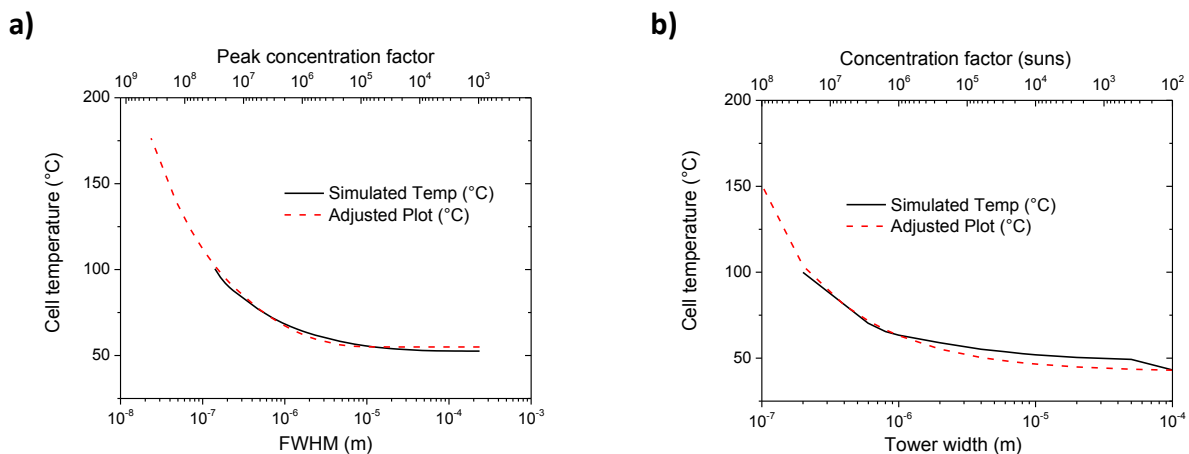 a)
Peak concentration factor
10⁹ 10⁸ 10⁷ 10⁶ 10⁵ 10⁴ 10³
200
150
100
50
Cell temperature (°C)
Simulated Temp (°C)
Adjusted Plot (°C)
10⁻⁸ 10⁻⁷ 10⁻⁶ 10⁻⁵ 10⁻⁴ 10⁻³
FWHM (m)
b)
Concentration factor (suns)
10⁸ 10⁷ 10⁶ 10⁵ 10⁴ 10³ 10²
200
150
100
50
Cell temperature (°C)
Simulated Temp (°C)
Adjusted Plot (°C)
10⁻⁷ 10⁻⁶ 10⁻⁵ 10⁻⁴
Tower width (m)